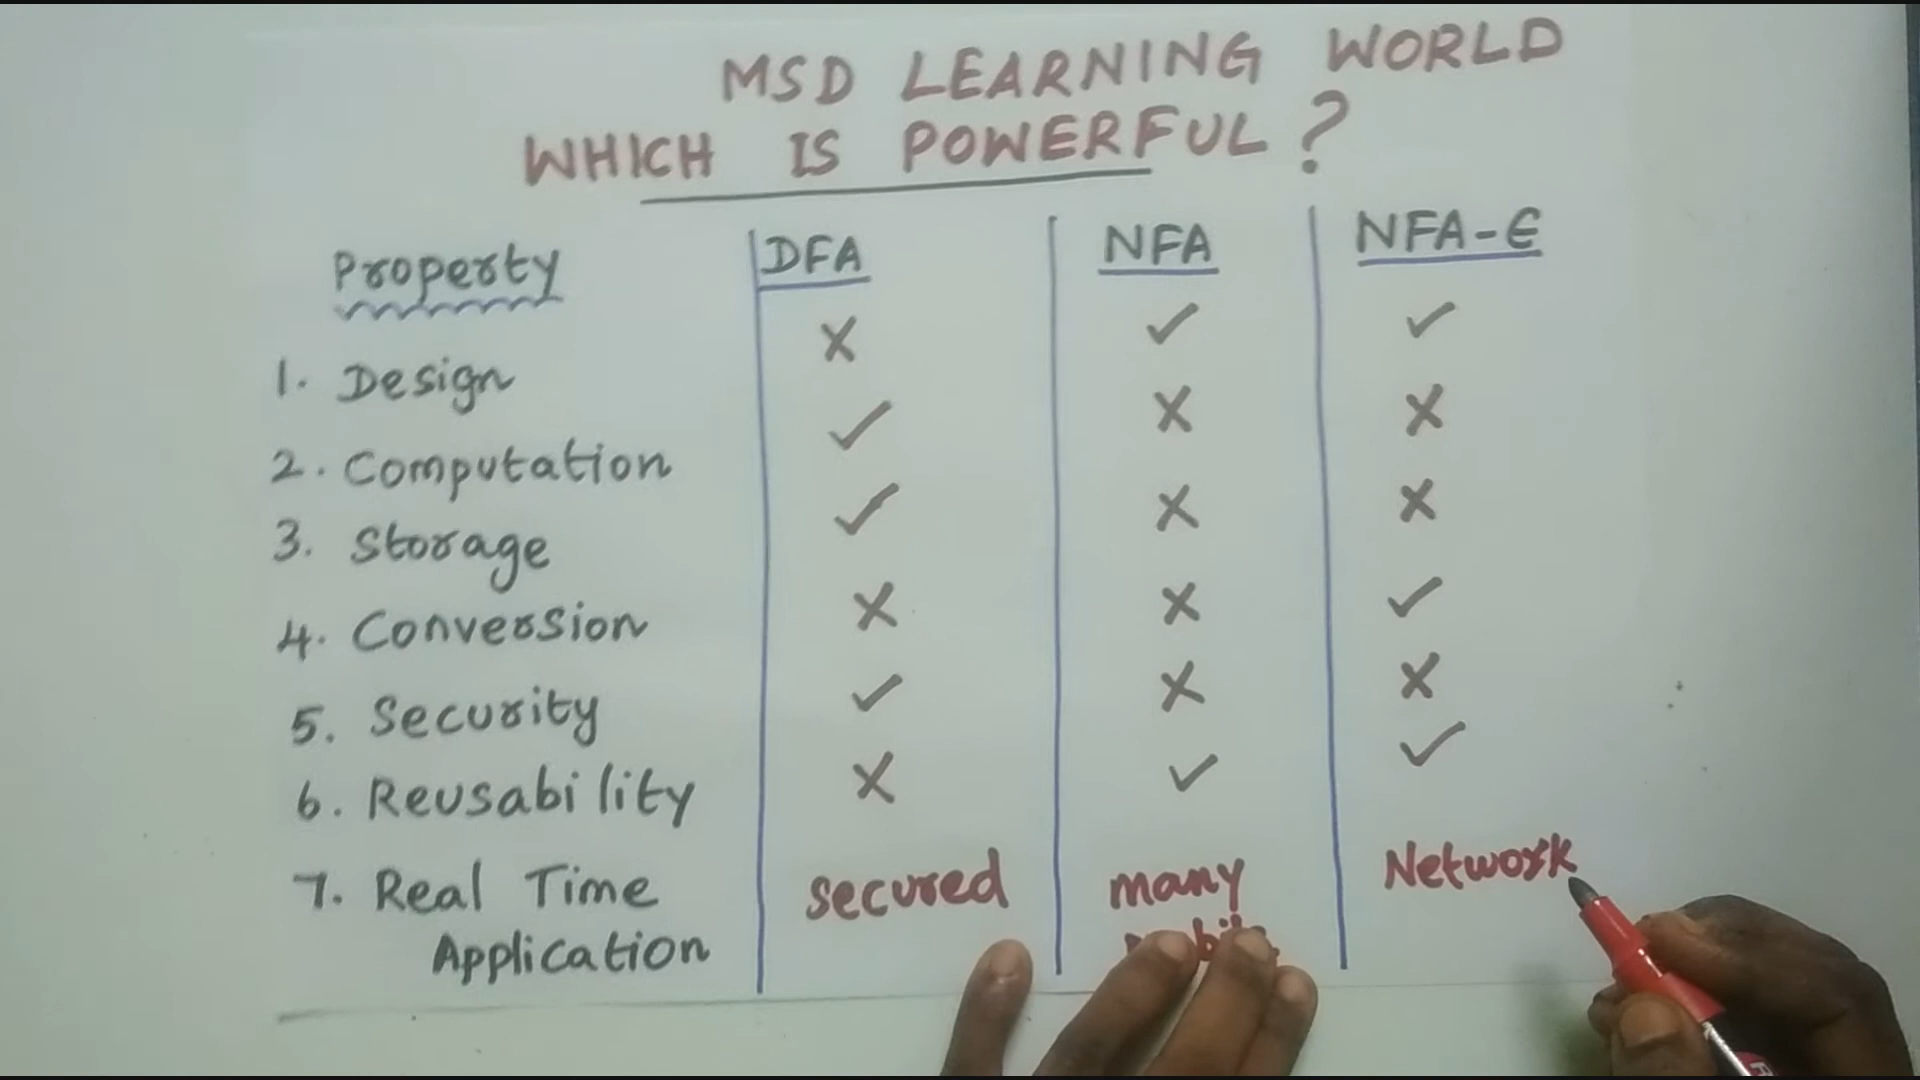 MSD LEARNING WORLD
WHICH IS POWERFUL?
Property DFA NFA NFA-ϵ
1. Design ✗ ✓ ✓
2. Computation ✓ ✗ ✗
3. Storage ✓ ✗ ✗
4. Conversion ✗ ✗ ✓
5. Security ✓ ✗ ✗
6. Reusability ✗ ✓ ✓
7. Real Time secured many Network
Application